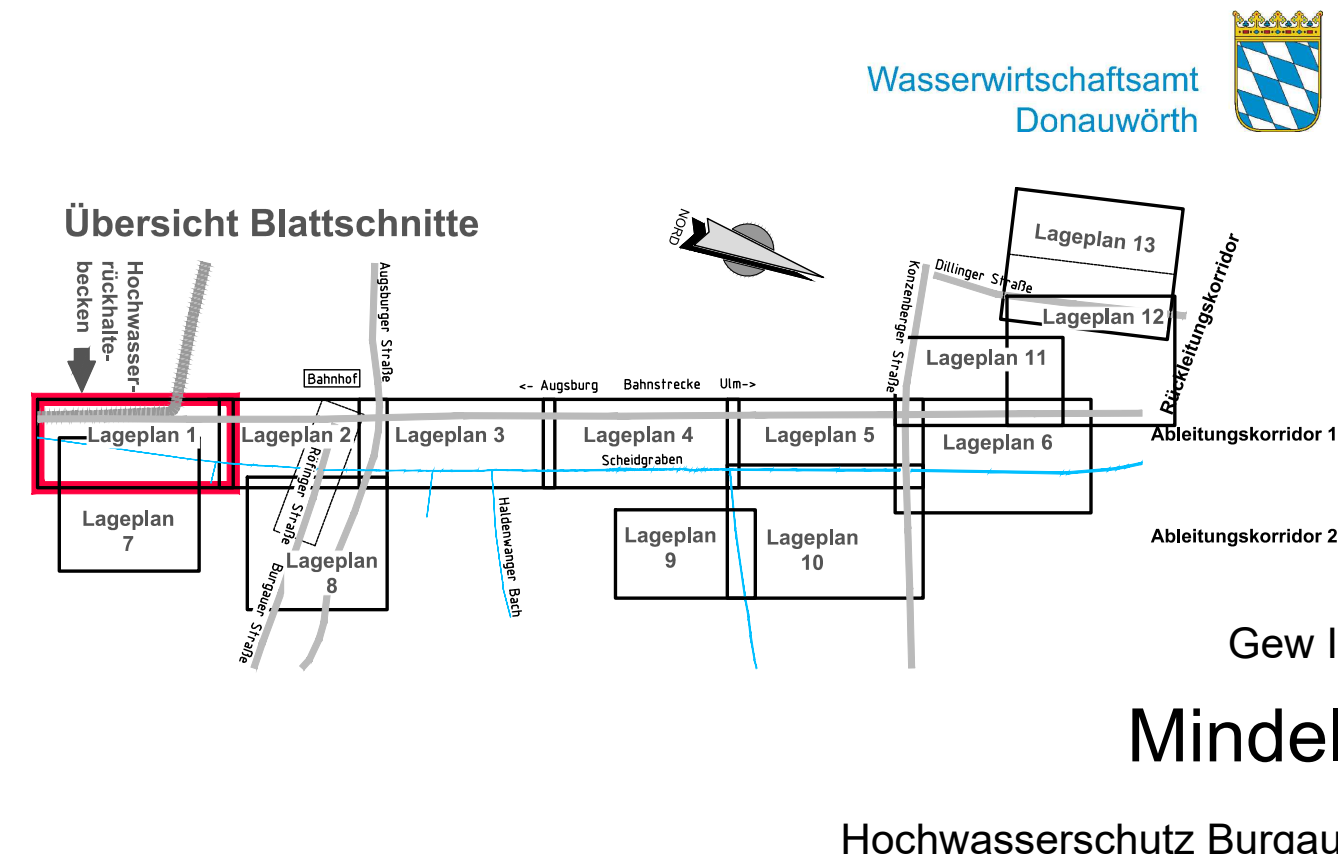 Wasserwirtschaftsamt
Donauwörth
Übersicht Blattschnitte
NORD
Hochwasser-
rückhalte-
becken
Augsburger Straße
Bahnhof
<- Augsburg Bahnstrecke Ulm->
Konzenberger Straße
Dillinger Straße
Lageplan 13
Lageplan 12
Lageplan 11
Rückleitungskorridor
Lageplan 1
Lageplan 2
Lageplan 3
Lageplan 4
Lageplan 5
Lageplan 6
Ableitungskorridor 1
Scheidgraben
Röfinger Straße
Haldenwanger Bach
Lageplan
7
Lageplan
8
Burgauer Straße
Lageplan
9
Lageplan
10
Ableitungskorridor 2
Gew I
Mindel
Hochwasserschutz Burgau